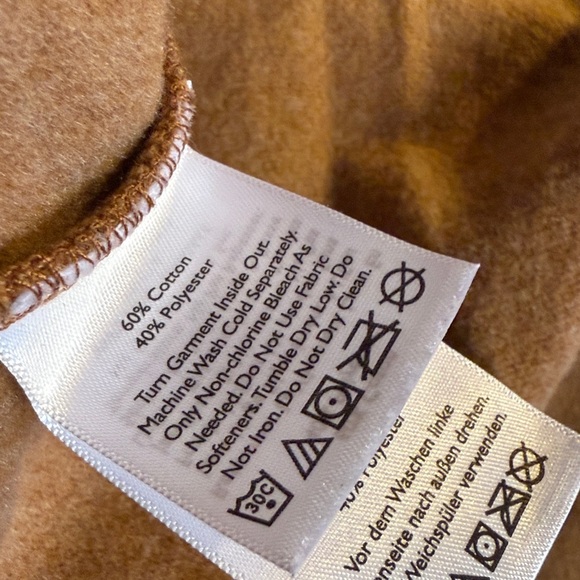 60% Cotton
40% Polyester
Turn Garment Inside Out.
Machine Wash Cold Separately.
Only Non-chlorine Bleach As
Needed. Do Not Use Fabric
Softeners. Tumble Dry Low. Do
Not Iron. Do Not Dry Clean.
30C
40% Polyester
Vor dem Waschen linke
nseite nach außen drehen.
Weichspüler verwenden.